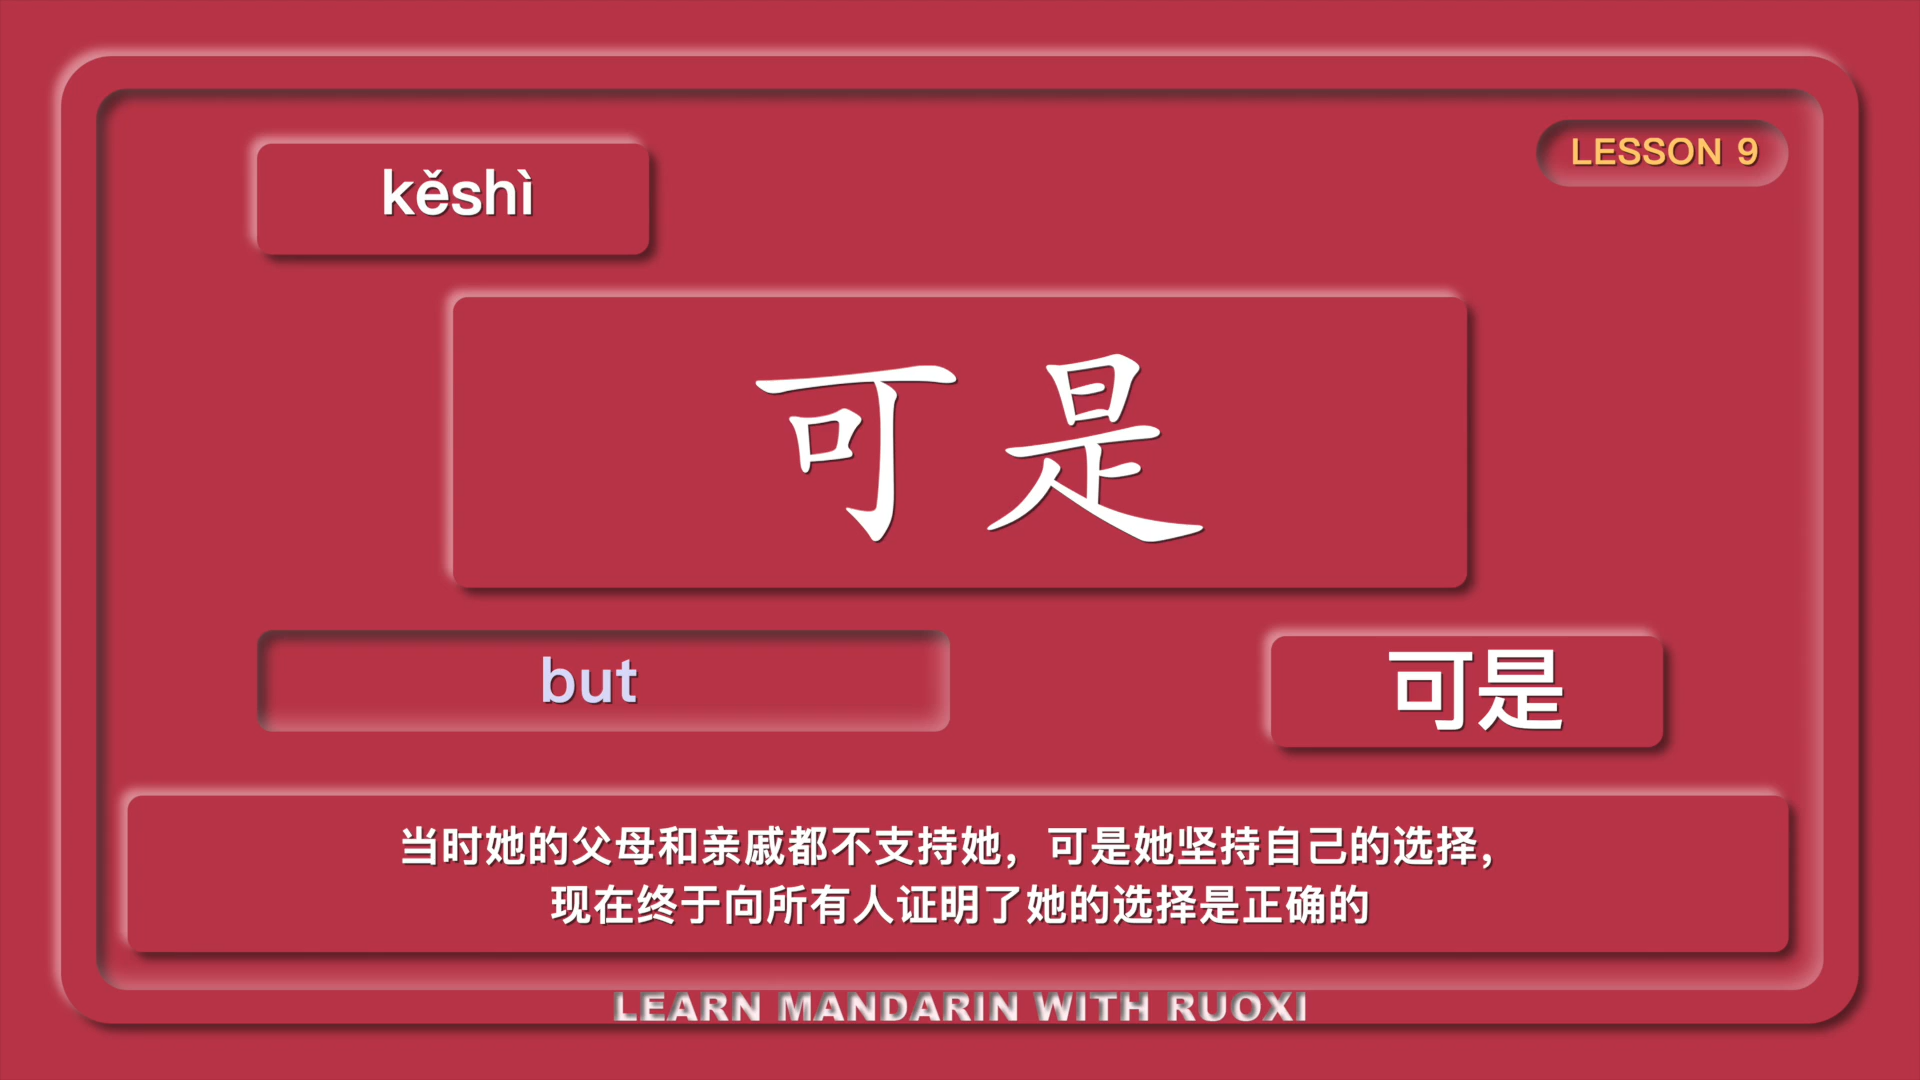 LESSON 9
kěshì
可是
but
可是
当时她的父母和亲戚都不支持她，可是她坚持自己的选择，
现在终于向所有人证明了她的选择是正确的
LEARN MANDARIN WITH RUOXI